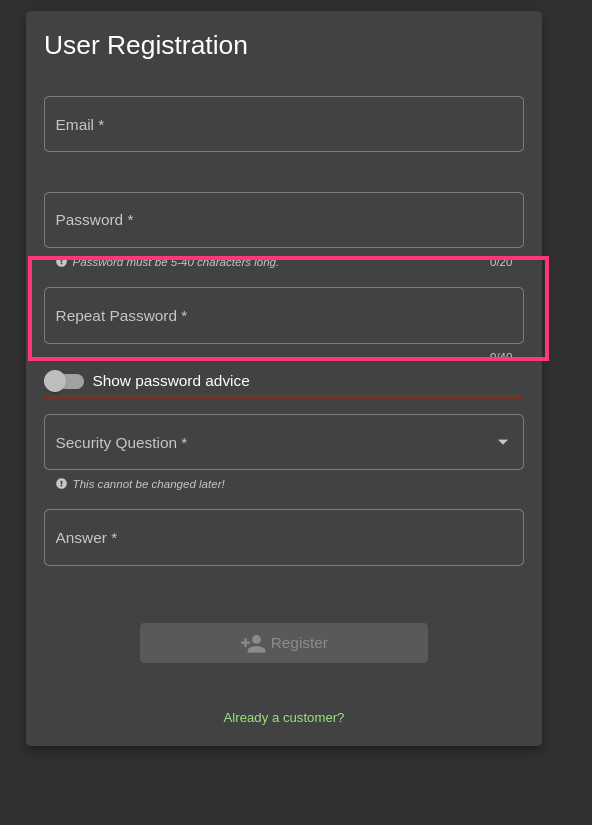 User Registration
Email *
Password *
Password must be 5-40 characters long. 0/20
Repeat Password *
0/40
Show password advice
Security Question *
This cannot be changed later!
Answer *
Register
Already a customer?